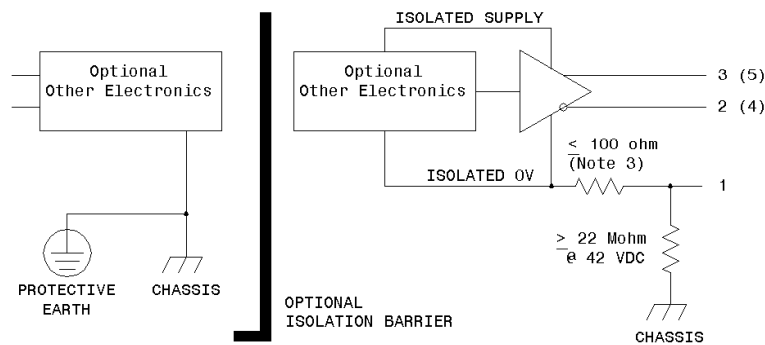 ISOLATED SUPPLY
Optional
Other Electronics
Optional
Other Electronics
3 (5)
2 (4)
≤ 100 ohm
(Note 3)
ISOLATED 0V
1
≥ 22 Mohm
@ 42 VDC
PROTECTIVE
EARTH
CHASSIS
OPTIONAL
ISOLATION BARRIER
CHASSIS